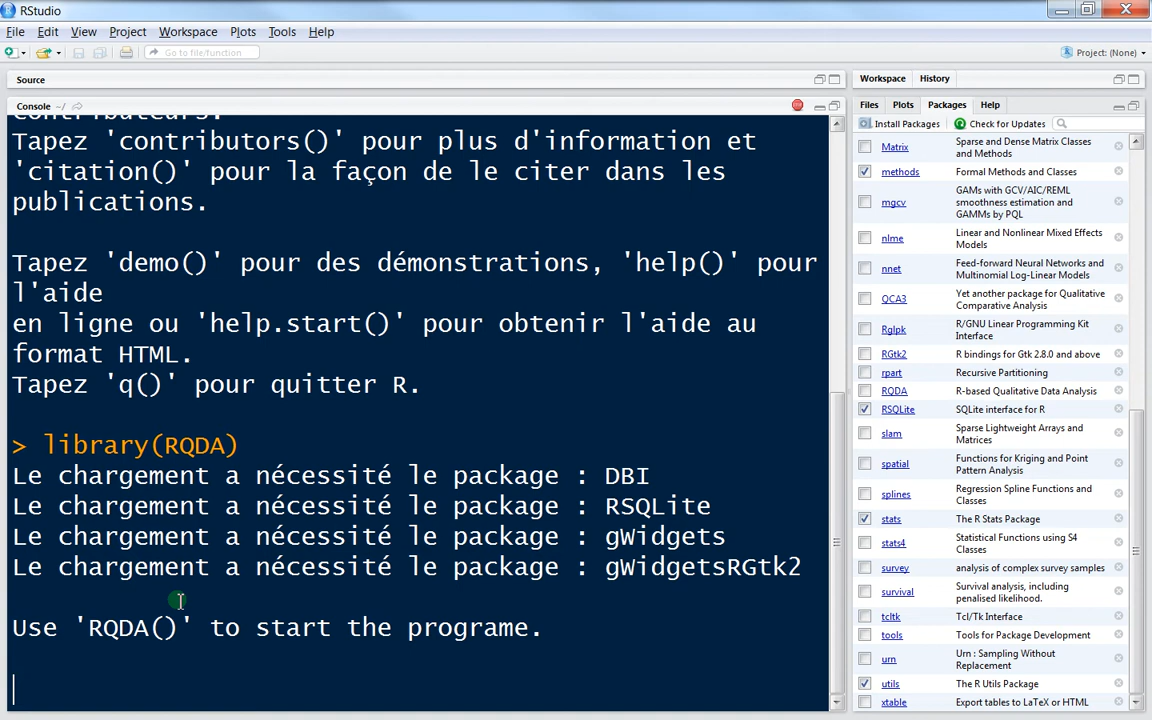 RStudio
File Edit View Project Workspace Plots Tools Help
Go to file/function
Project: (None)
Source
Workspace History
Console ~/
Files Plots Packages Help
Install Packages Check for Updates
contributeurs.
Tapez 'contributors()' pour plus d'information et
'citation()' pour la façon de le citer dans les
publications.
Tapez 'demo()' pour des démonstrations, 'help()' pour
l'aide
en ligne ou 'help.start()' pour obtenir l'aide au
format HTML.
Tapez 'q()' pour quitter R.
> library(RQDA)
Le chargement a nécessité le package : DBI
Le chargement a nécessité le package : RSQLite
Le chargement a nécessité le package : gWidgets
Le chargement a nécessité le package : gWidgetsRGtk2
Use 'RQDA()' to start the programe.
Matrix Sparse and Dense Matrix Classes
and Methods
methods Formal Methods and Classes
mgcv GAMs with GCV/AIC/REML
smoothness estimation and
GAMMs by PQL
nlme Linear and Nonlinear Mixed Effects
Models
nnet Feed-forward Neural Networks and
Multinomial Log-Linear Models
QCA3 Yet another package for Qualitative
Comparative Analysis
Rglpk R/GNU Linear Programming Kit
Interface
RGtk2 R bindings for Gtk 2.8.0 and above
rpart Recursive Partitioning
RQDA R-based Qualitative Data Analysis
RSQLite SQLite interface for R
slam Sparse Lightweight Arrays and
Matrices
spatial Functions for Kriging and Point
Pattern Analysis
splines Regression Spline Functions and
Classes
stats The R Stats Package
stats4 Statistical Functions using S4
Classes
survey analysis of complex survey samples
survival Survival analysis, including
penalised likelihood.
tcltk Tcl/Tk Interface
tools Tools for Package Development
urn Urn : Sampling Without
Replacement
utils The R Utils Package
xtable Export tables to LaTeX or HTML